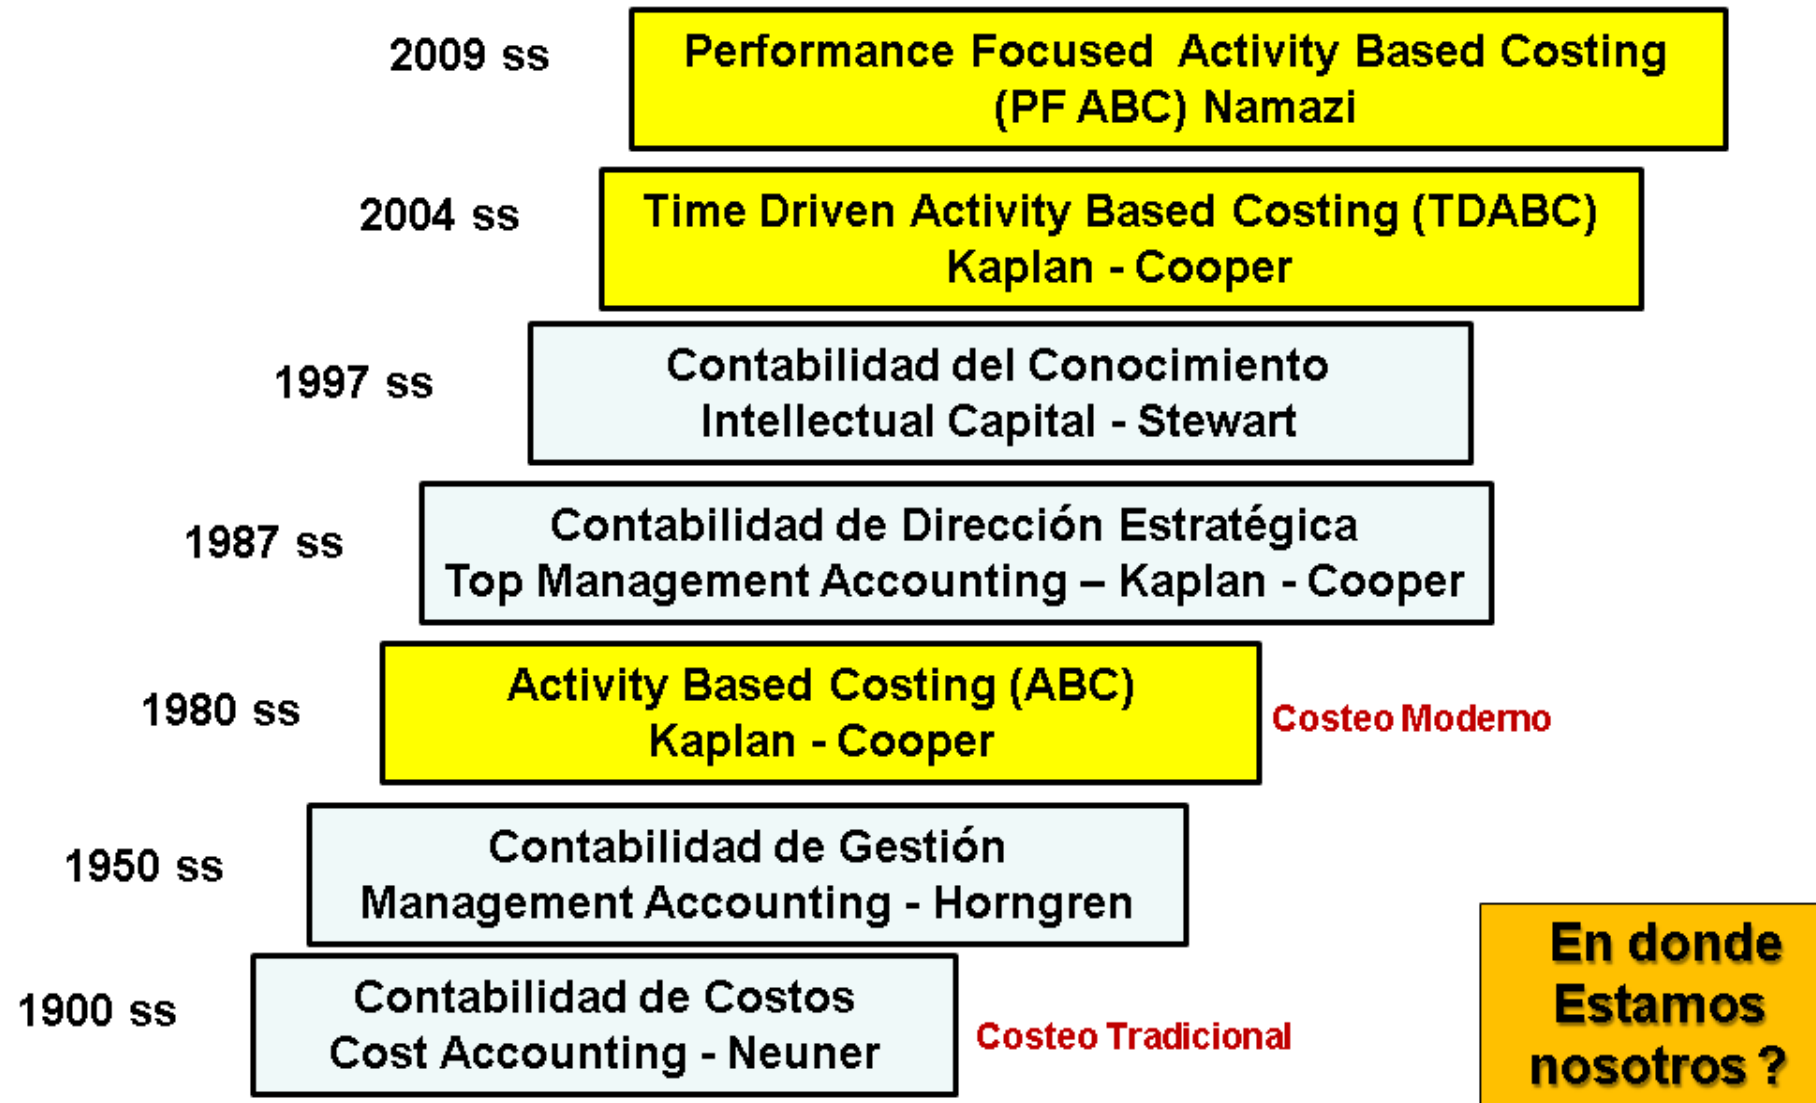 2009 ss
Performance Focused Activity Based Costing
(PF ABC) Namazi
2004 ss
Time Driven Activity Based Costing (TDABC)
Kaplan - Cooper
1997 ss
Contabilidad del Conocimiento
Intellectual Capital - Stewart
1987 ss
Contabilidad de Dirección Estratégica
Top Management Accounting – Kaplan - Cooper
1980 ss
Activity Based Costing (ABC)
Kaplan - Cooper
Costeo Moderno
1950 ss
Contabilidad de Gestión
Management Accounting - Horngren
1900 ss
Contabilidad de Costos
Cost Accounting - Neuner
Costeo Tradicional
En donde
Estamos
nosotros ?